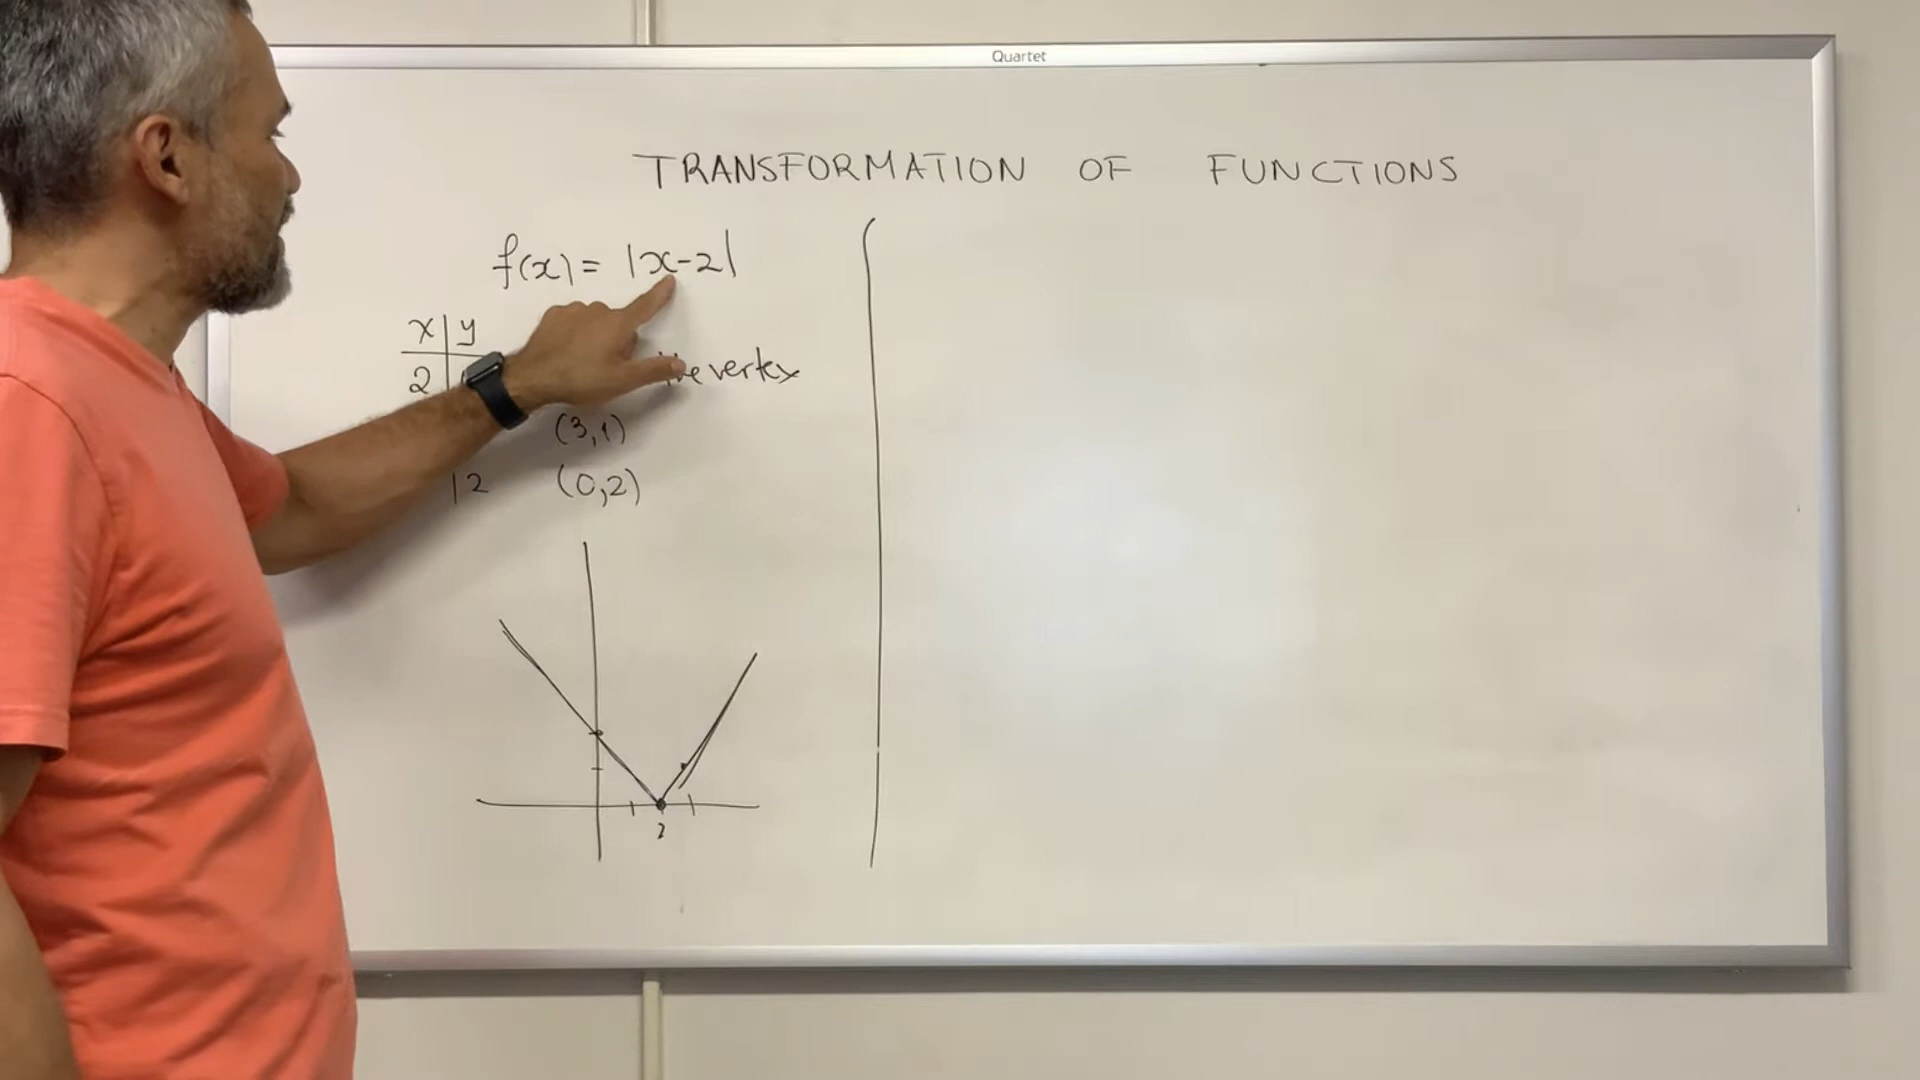 Quartet
TRANSFORMATION OF FUNCTIONS
f(x) = |x-2|
x | y
2 | the vertex
(3,1)
| 2 (0,2)
2